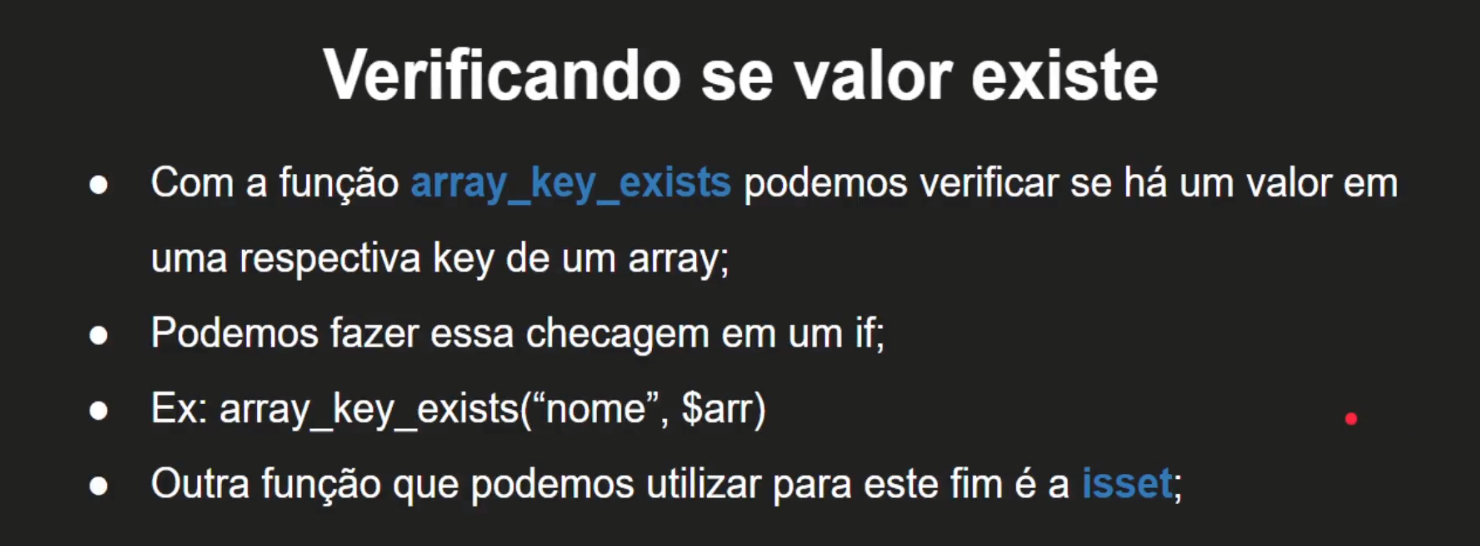 Verificando se valor existe
● Com a função array_key_exists podemos verificar se há um valor em
uma respectiva key de um array;
● Podemos fazer essa checagem em um if;
● Ex: array_key_exists(“nome”, $arr)
● Outra função que podemos utilizar para este fim é a isset;